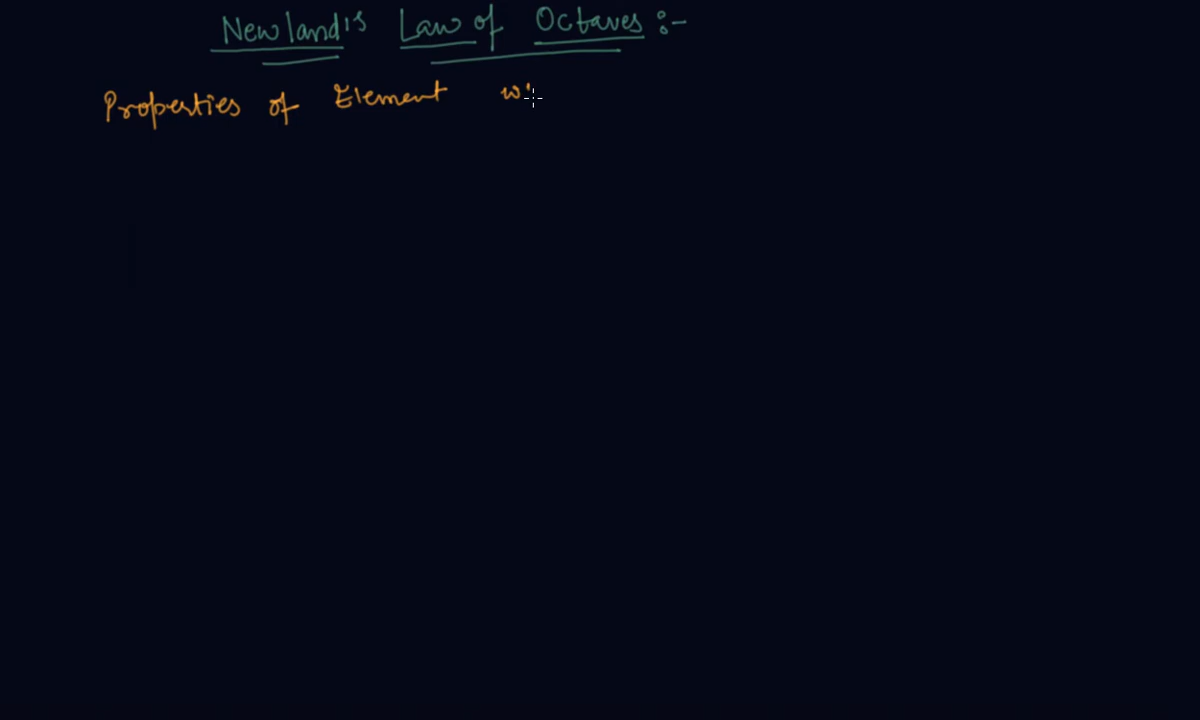 Newland's Law of Octaves :-
Properties of Element